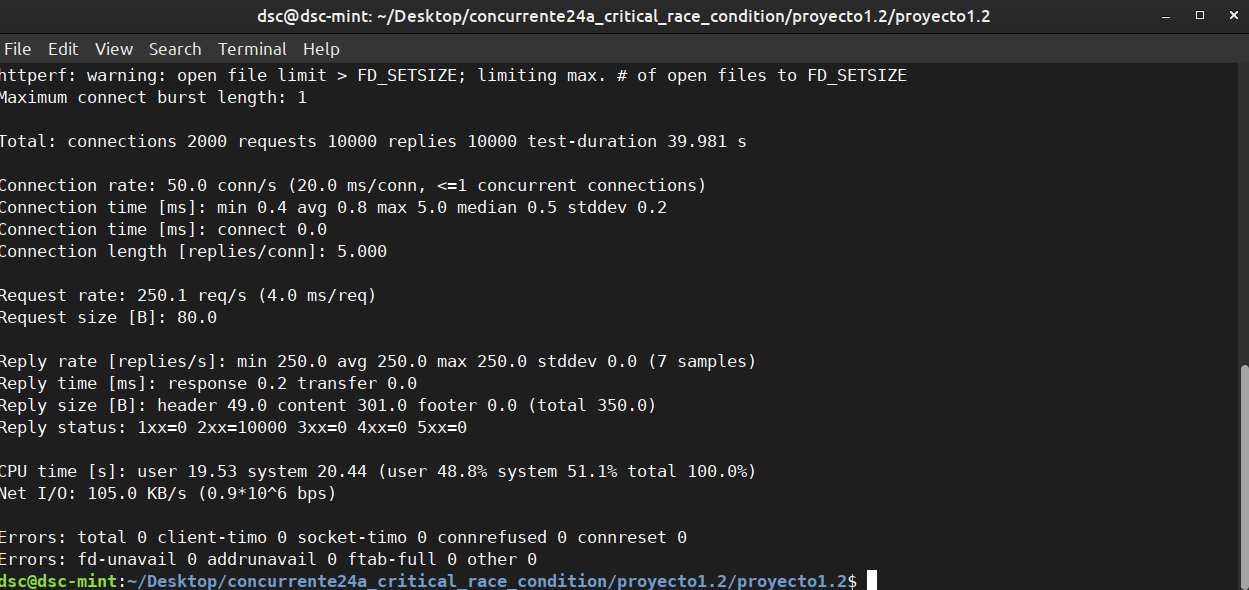 dsc@dsc-mint: ~/Desktop/concurrente24a_critical_race_condition/proyecto1.2/proyecto1.2
File Edit View Search Terminal Help
httperf: warning: open file limit > FD_SETSIZE; limiting max. # of open files to FD_SETSIZE
Maximum connect burst length: 1
Total: connections 2000 requests 10000 replies 10000 test-duration 39.981 s
Connection rate: 50.0 conn/s (20.0 ms/conn, <=1 concurrent connections)
Connection time [ms]: min 0.4 avg 0.8 max 5.0 median 0.5 stddev 0.2
Connection time [ms]: connect 0.0
Connection length [replies/conn]: 5.000
Request rate: 250.1 req/s (4.0 ms/req)
Request size [B]: 80.0
Reply rate [replies/s]: min 250.0 avg 250.0 max 250.0 stddev 0.0 (7 samples)
Reply time [ms]: response 0.2 transfer 0.0
Reply size [B]: header 49.0 content 301.0 footer 0.0 (total 350.0)
Reply status: 1xx=0 2xx=10000 3xx=0 4xx=0 5xx=0
CPU time [s]: user 19.53 system 20.44 (user 48.8% system 51.1% total 100.0%)
Net I/O: 105.0 KB/s (0.9*10^6 bps)
Errors: total 0 client-timo 0 socket-timo 0 connrefused 0 connreset 0
Errors: fd-unavail 0 addrunavail 0 ftab-full 0 other 0
dsc@dsc-mint:~/Desktop/concurrente24a_critical_race_condition/proyecto1.2/proyecto1.2$